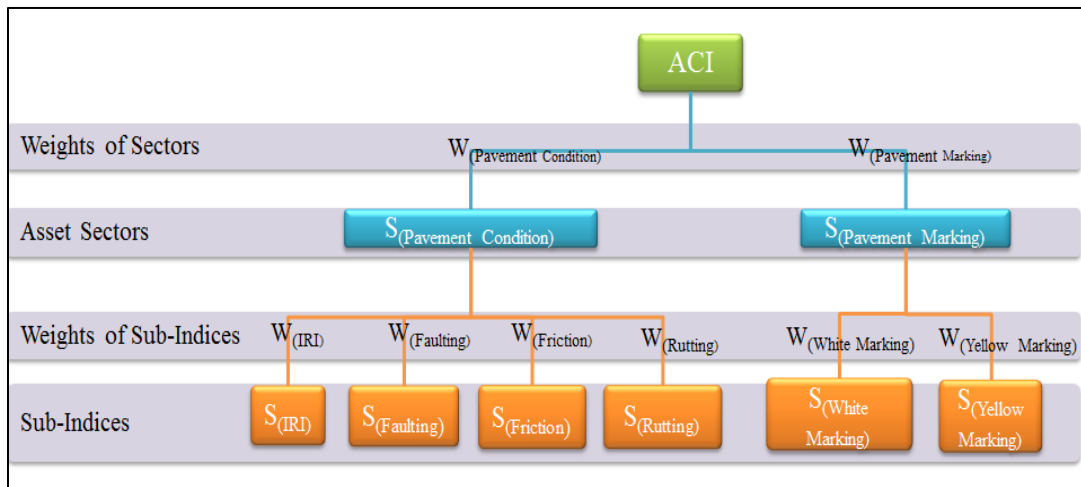 ACI
Weights of Sectors
W(Pavement Condition)
W(Pavement Marking)
Asset Sectors
S(Pavement Condition)
S(Pavement Marking)
Weights of Sub-Indices
W(IRI)
W(Faulting)
W(Friction)
W(Rutting)
W(White Marking)
W(Yellow Marking)
Sub-Indices
S(IRI)
S(Faulting)
S(Friction)
S(Rutting)
S(White
Marking)
S(Yellow
Marking)